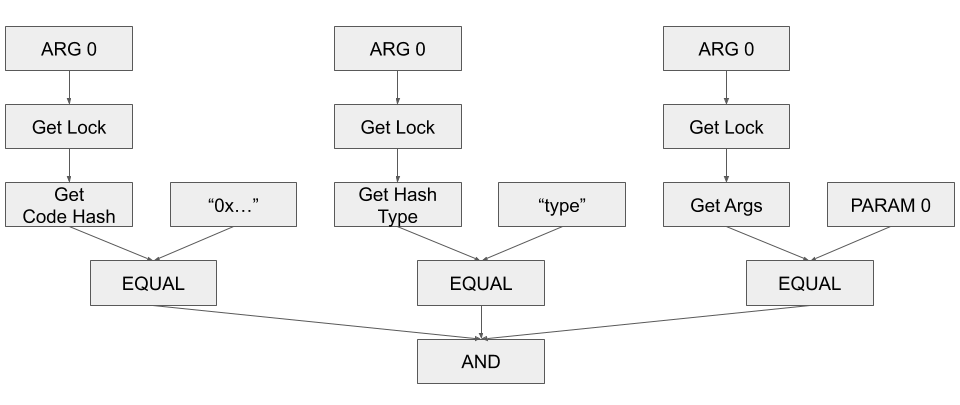 ARG 0
ARG 0
ARG 0
Get Lock
Get Lock
Get Lock
Get
Code Hash
“0x…”
Get Hash
Type
“type”
Get Args
PARAM 0
EQUAL
EQUAL
EQUAL
AND